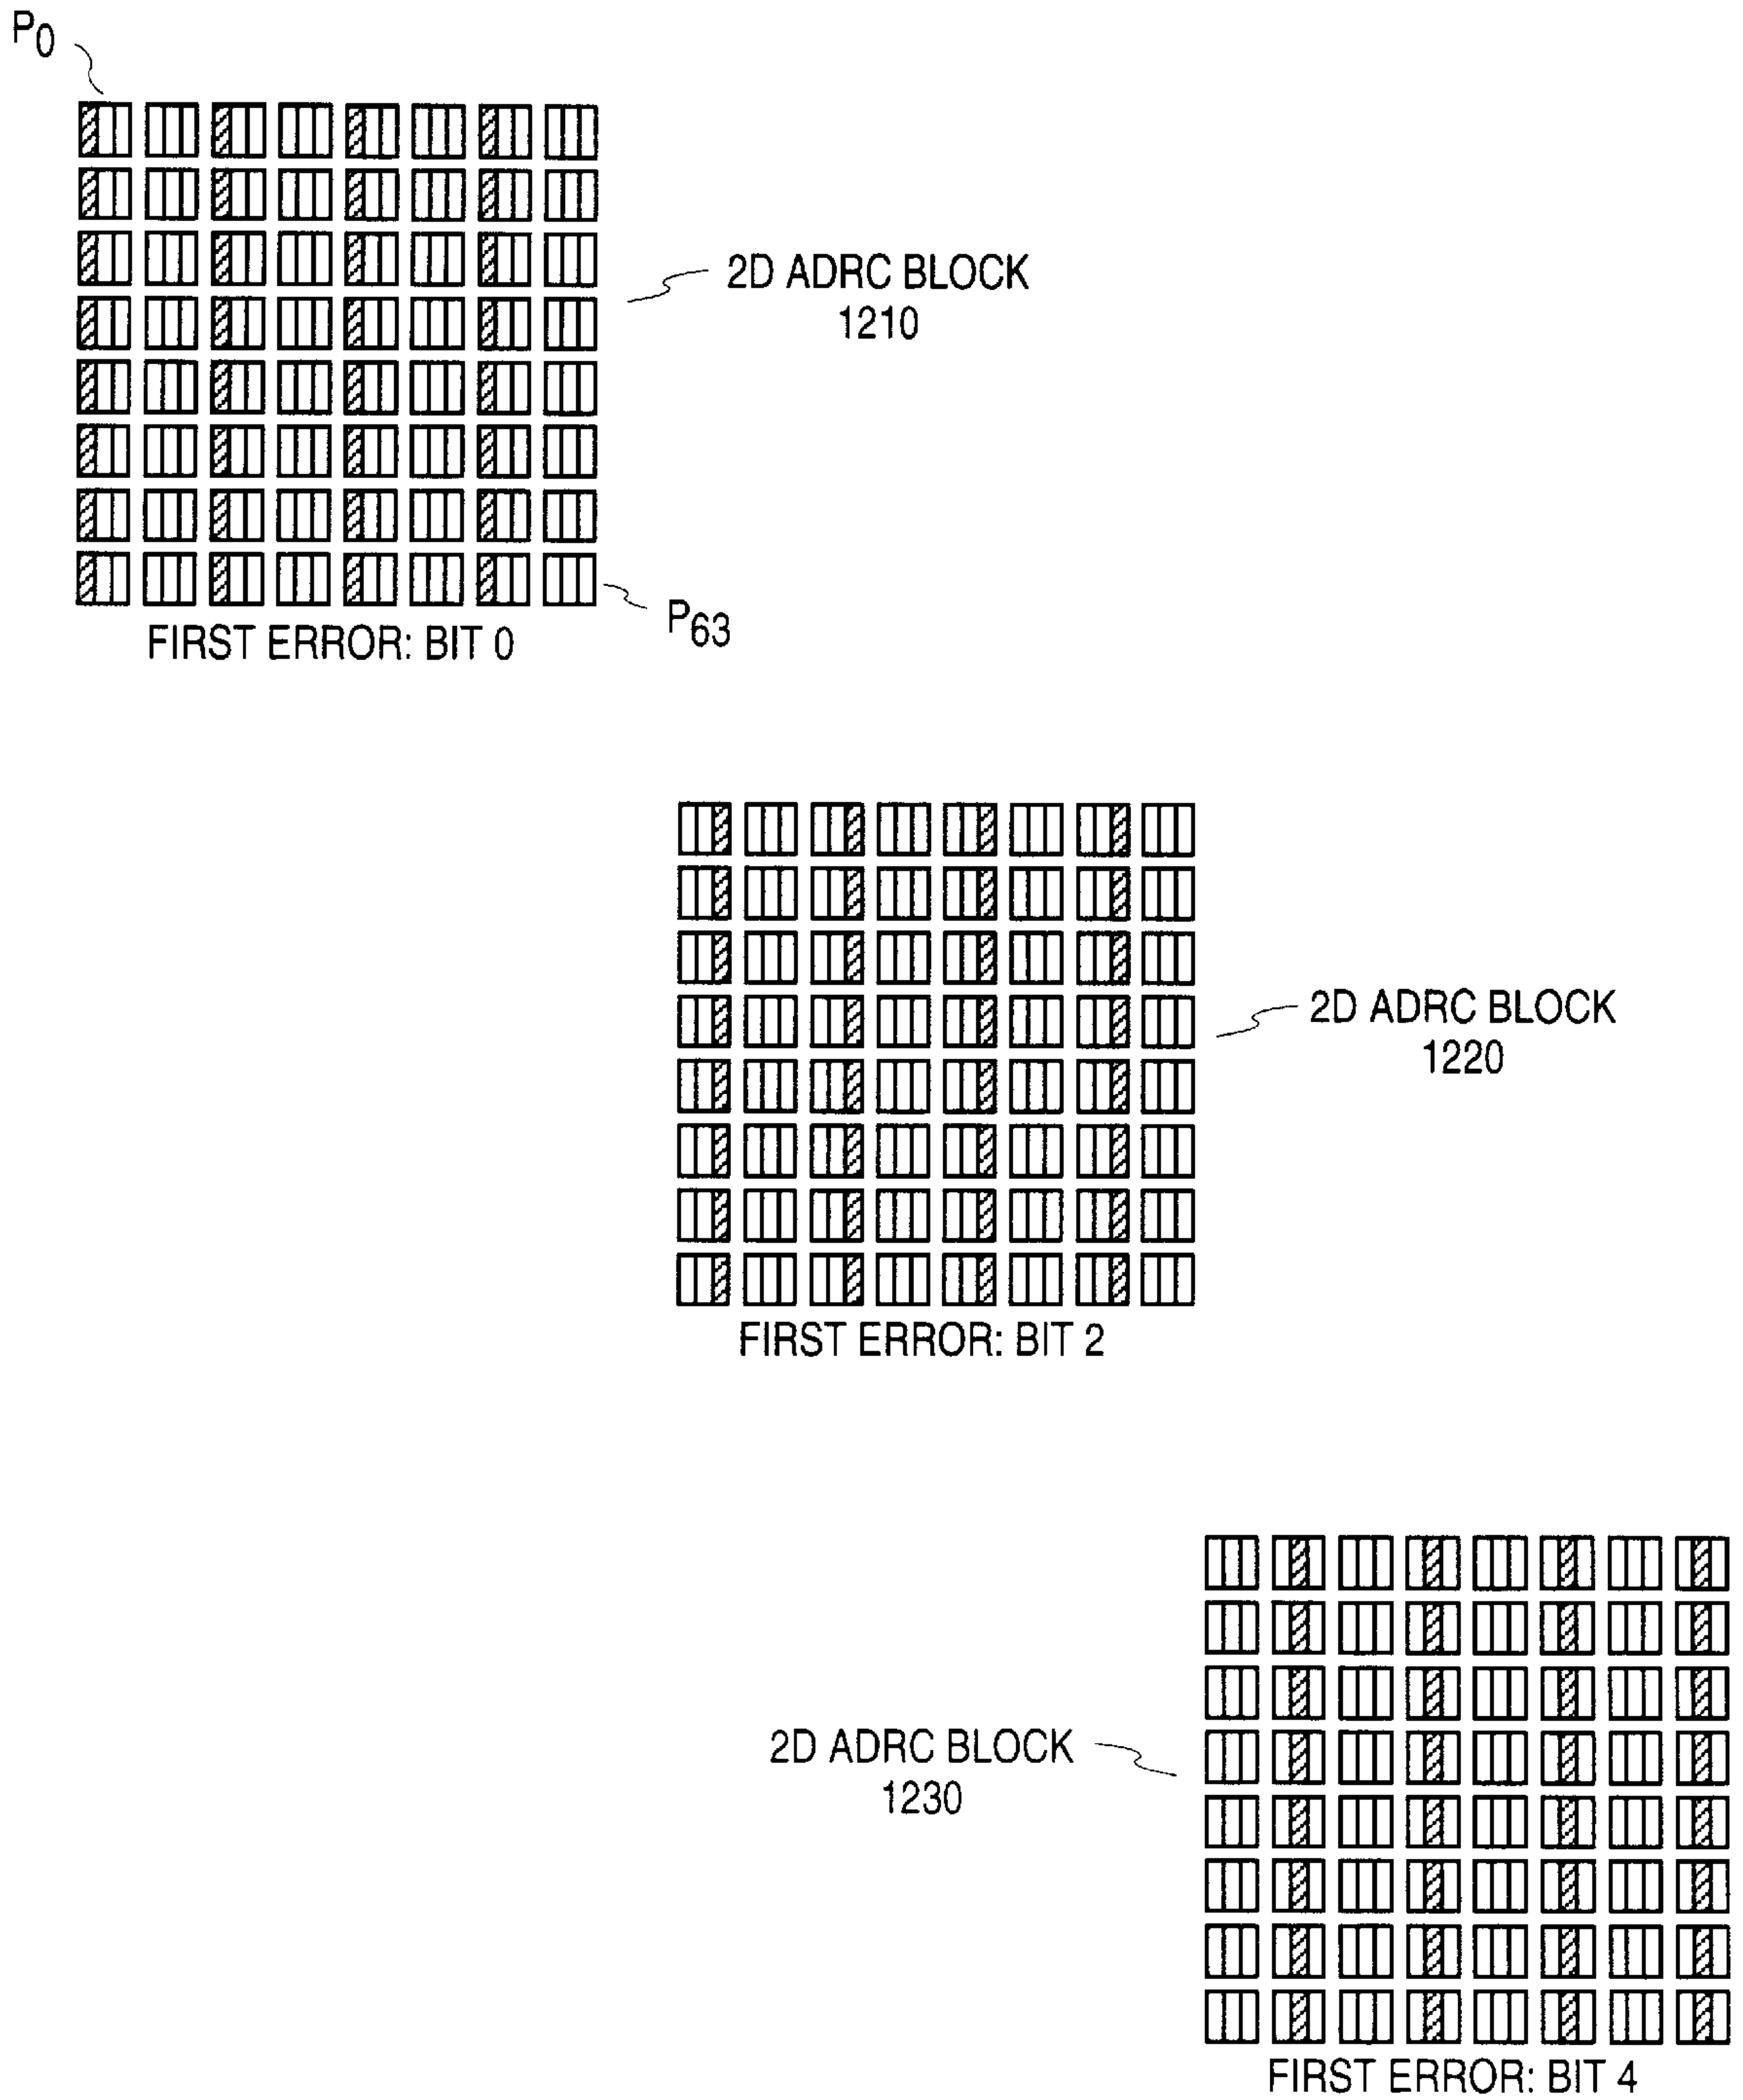 P0
2D ADRC BLOCK
1210
P63
FIRST ERROR: BIT 0
2D ADRC BLOCK
1220
FIRST ERROR: BIT 2
2D ADRC BLOCK
1230
FIRST ERROR: BIT 4